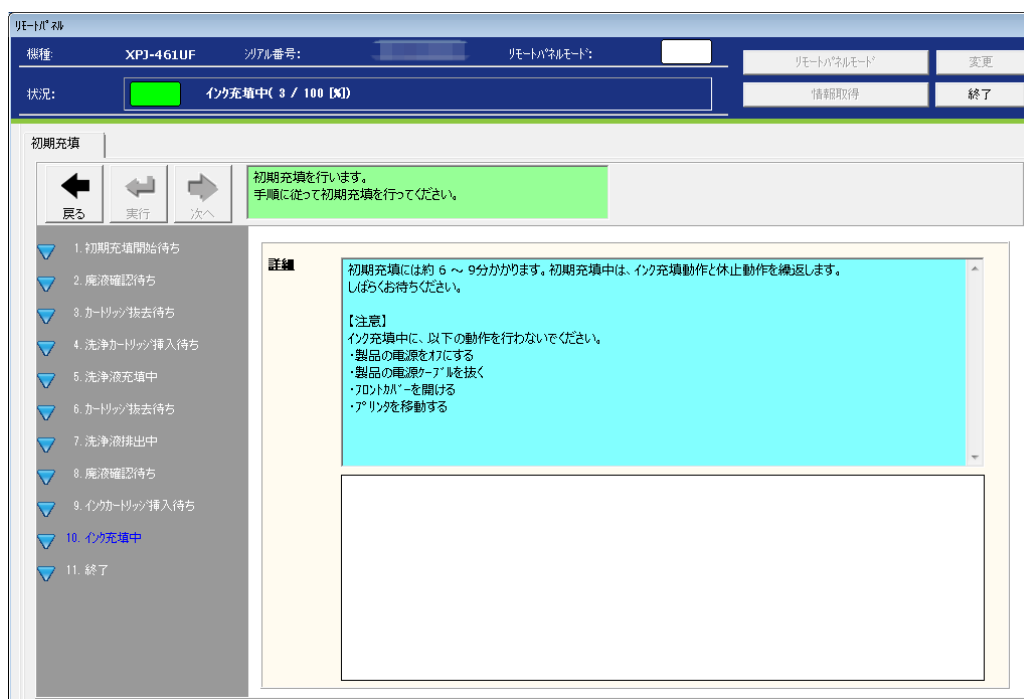 リモートパネル
機種: XPJ-461UF シリアル番号: リモートパネルモード: リモートパネルモード 変更
状況: インク充填中( 3 / 100 [%]) 情報取得 終了
初期充填
戻る 実行 次へ
初期充填を行います。
手順に従って初期充填を行ってください。
1. 初期充填開始待ち
2. 廃液確認待ち
3. カートリッジ抜去待ち
4. 洗浄カートリッジ挿入待ち
5. 洗浄液充填中
6. カートリッジ抜去待ち
7. 洗浄液排出中
8. 廃液確認待ち
9. インクカートリッジ挿入待ち
10. インク充填中
11. 終了
詳細
初期充填には約 6 ～ 9分かかります。初期充填中は、インク充填動作と休止動作を繰返します。
しばらくお待ちください。
【注意】
インク充填中に、以下の動作を行わないでください。
・製品の電源をオフにする
・製品の電源ケーブルを抜く
・フロントカバーを開ける
・プリンタを移動する